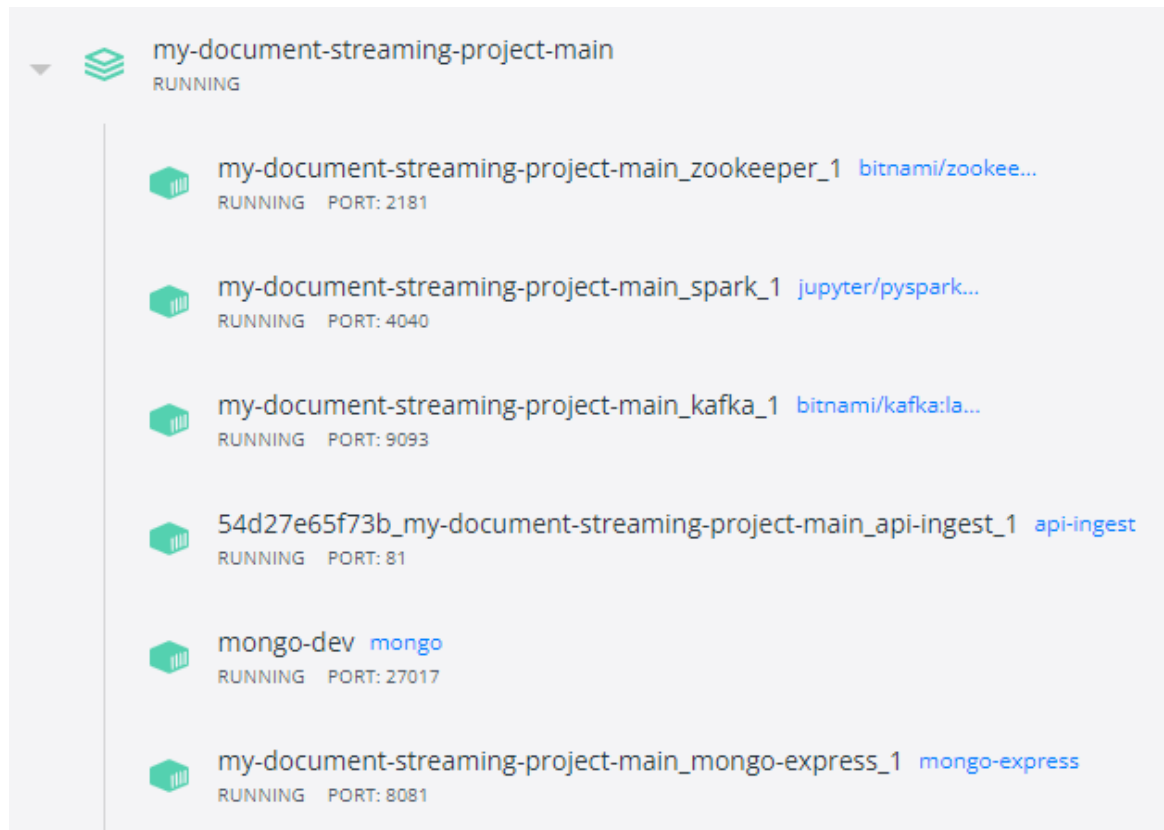 my-document-streaming-project-main
RUNNING
my-document-streaming-project-main_zookeeper_1 bitnami/zookee...
RUNNING PORT: 2181
my-document-streaming-project-main_spark_1 jupyter/pyspark...
RUNNING PORT: 4040
my-document-streaming-project-main_kafka_1 bitnami/kafka:la...
RUNNING PORT: 9093
54d27e65f73b_my-document-streaming-project-main_api-ingest_1 api-ingest
RUNNING PORT: 81
mongo-dev mongo
RUNNING PORT: 27017
my-document-streaming-project-main_mongo-express_1 mongo-express
RUNNING PORT: 8081